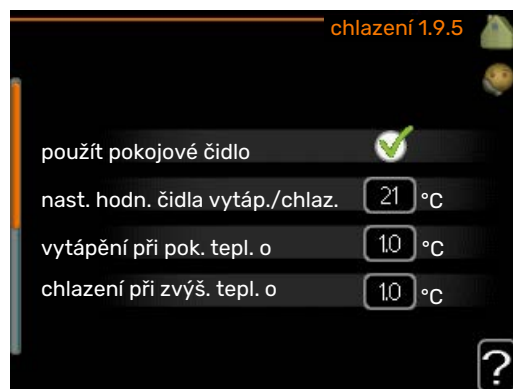 chlazení 1.9.5
použít pokojové čidlo
nast. hodn. čidla vytáp./chlaz. 21 °C
vytápění při pok. tepl. o 1.0 °C
chlazení při zvýš. tepl. o 1.0 °C
?